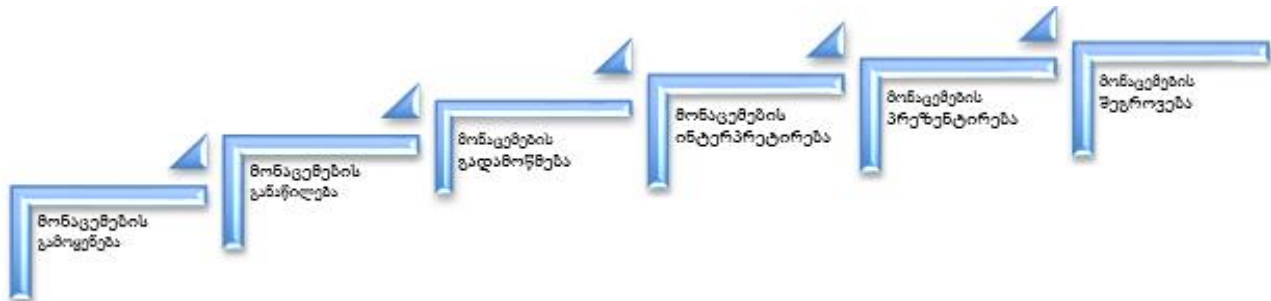 მონაცემების
გამოყენება
მონაცემების
განაწილება
მონაცემების
გადამოწმება
მონაცემების
ინტერპრეტირება
მონაცემების
პრეზენტირება
მონაცემების
შეგროვება